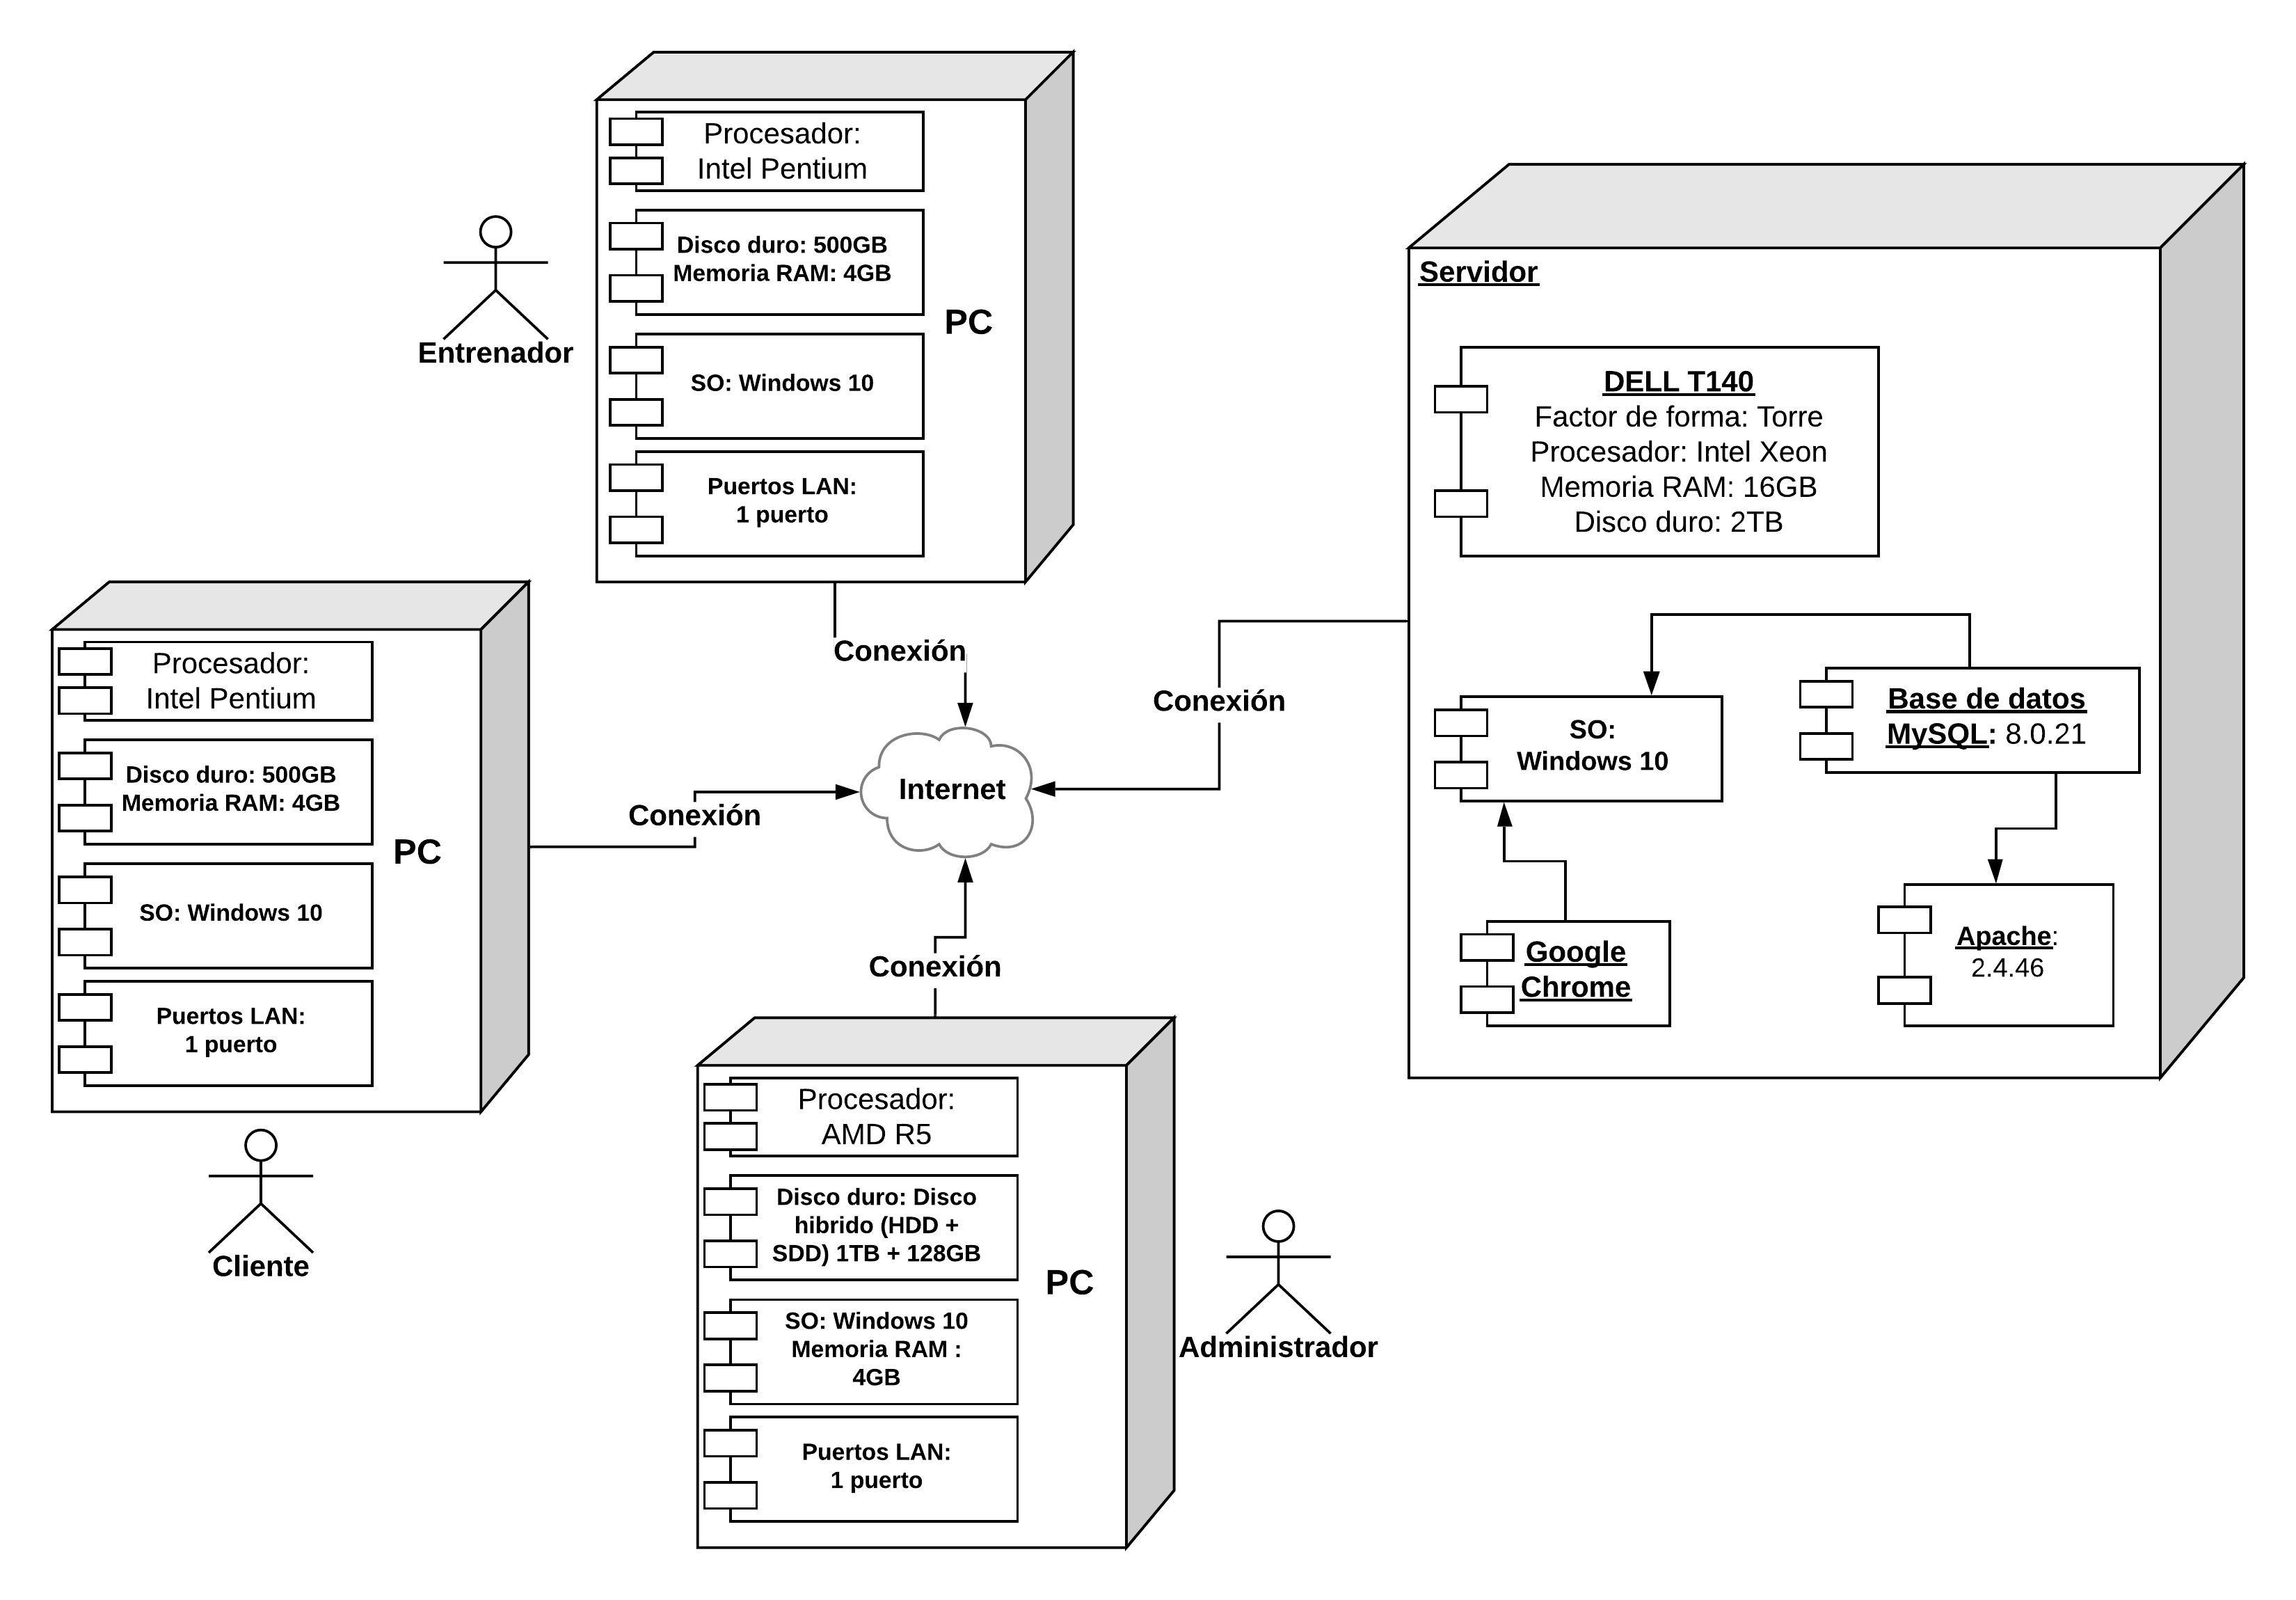 Procesador:
Intel Pentium
Disco duro: 500GB
Memoria RAM: 4GB
SO: Windows 10
Puertos LAN:
1 puerto
PC
Entrenador
Servidor
DELL T140
Factor de forma: Torre
Procesador: Intel Xeon
Memoria RAM: 16GB
Disco duro: 2TB
SO:
Windows 10
Base de datos
MySQL: 8.0.21
Google
Chrome
Apache:
2.4.46
Conexión
Conexión
Internet
Conexión
Conexión
Procesador:
Intel Pentium
Disco duro: 500GB
Memoria RAM: 4GB
SO: Windows 10
Puertos LAN:
1 puerto
PC
Cliente
Procesador:
AMD R5
Disco duro: Disco
hibrido (HDD +
SDD) 1TB + 128GB
SO: Windows 10
Memoria RAM :
4GB
Puertos LAN:
1 puerto
PC
Administrador